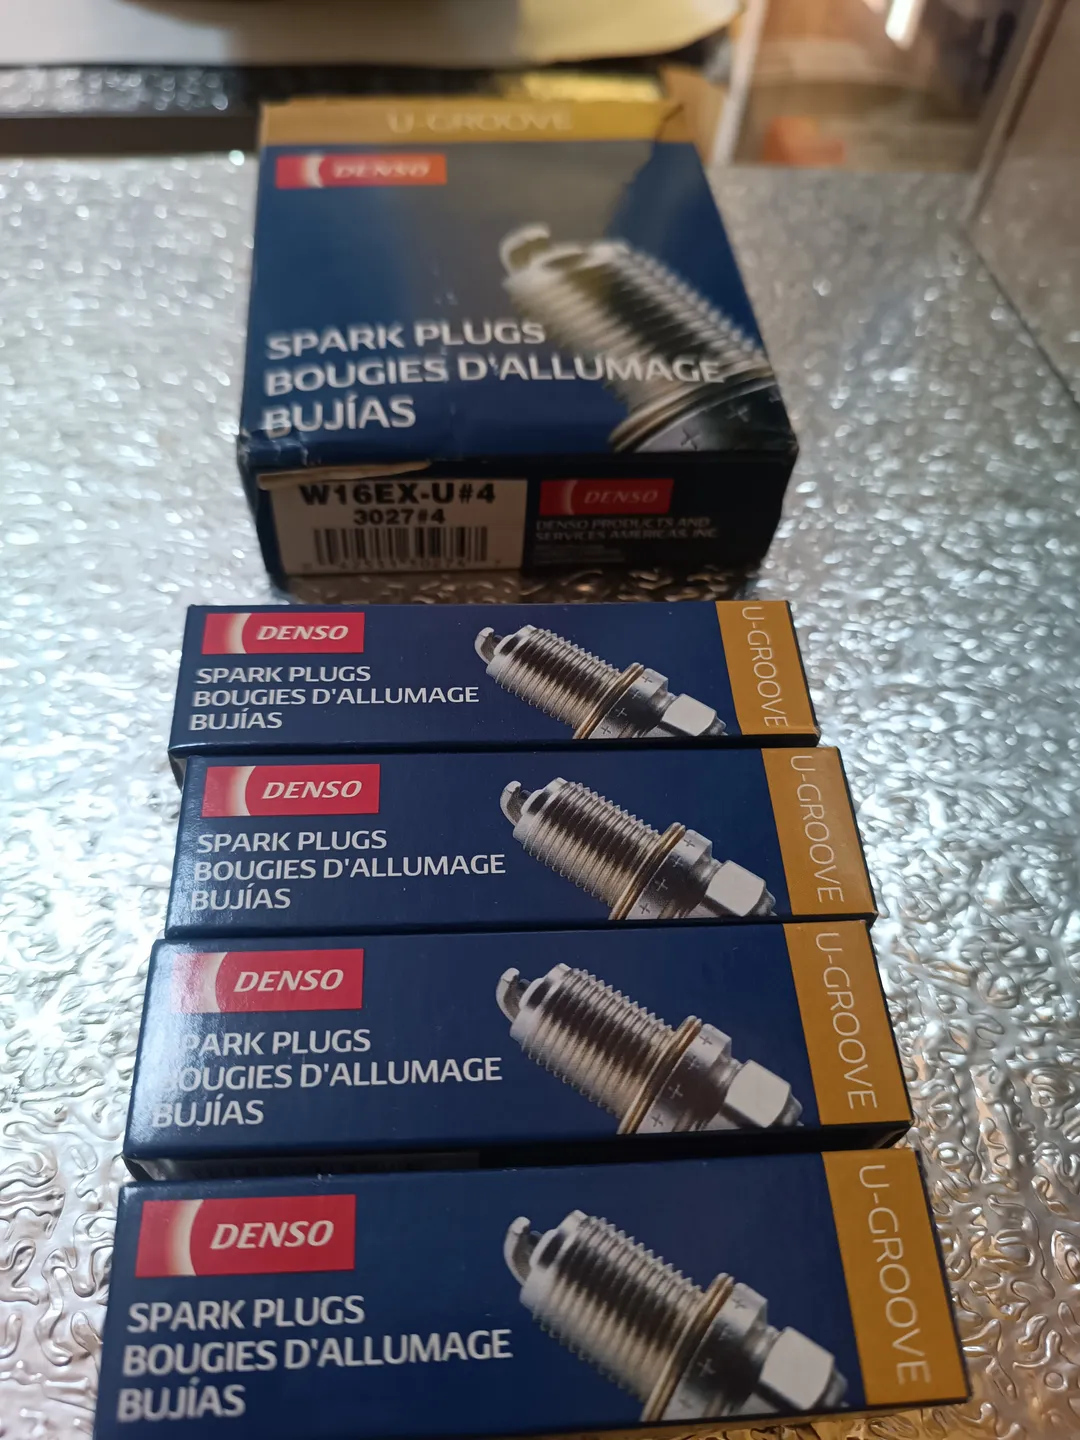 U-GROOVE
DENSO
SPARK PLUGS
BOUGIES D'ALLUMAGE
BUJÍAS
W16EX-U#4
3027#4
DENSO
DENSO PRODUCTS AND
SERVICES AMERICAS, INC.
DENSO
SPARK PLUGS
BOUGIES D'ALLUMAGE
BUJÍAS
U-GROOVE
DENSO
SPARK PLUGS
BOUGIES D'ALLUMAGE
BUJÍAS
U-GROOVE
DENSO
SPARK PLUGS
BOUGIES D'ALLUMAGE
BUJÍAS
U-GROOVE
DENSO
SPARK PLUGS
BOUGIES D'ALLUMAGE
BUJÍAS
U-GROOVE